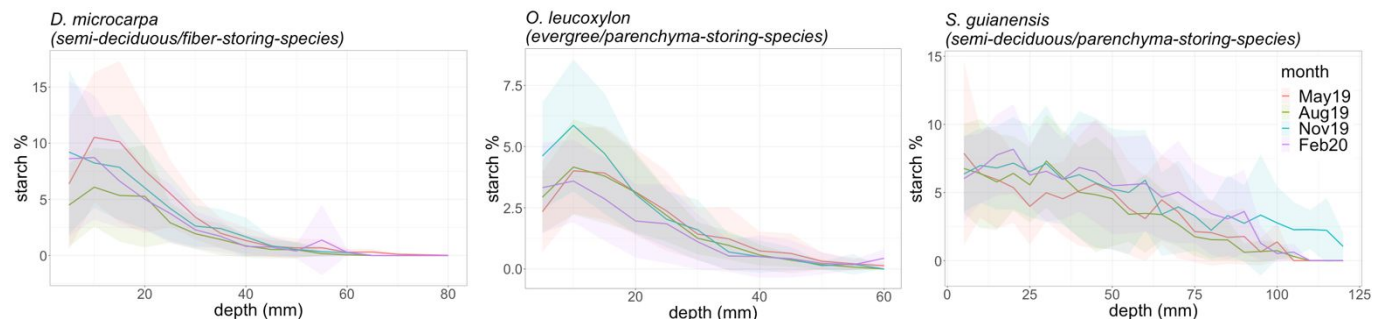 D. microcarpa
(semi-deciduous/fiber-storing-species)
starch %
15
10
5
0
20
40
60
80
depth (mm)
O. leucoxylon
(evergree/parenchyma-storing-species)
starch %
7.5
5.0
2.5
0.0
20
40
60
depth (mm)
S. guianensis
(semi-deciduous/parenchyma-storing-species)
starch %
15
10
5
0
0
25
50
75
100
125
depth (mm)
month
May19
Aug19
Nov19
Feb20